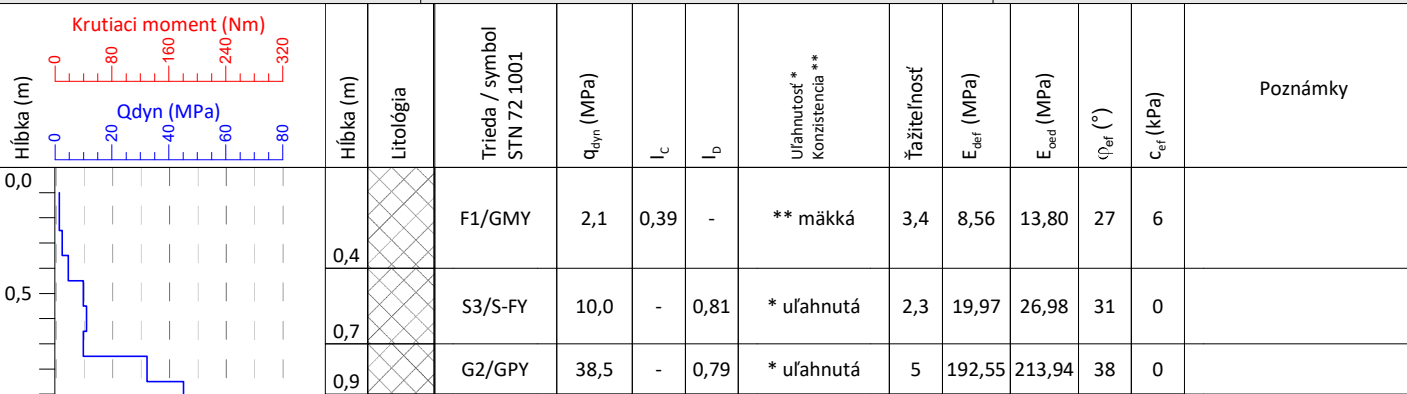 Krutiaci moment (Nm)
0 80 160 240 320
Qdyn (MPa)
0 20 40 60 80
Hĺbka (m)
Hĺbka (m)
Litológia
Trieda / symbol
STN 72 1001
qdyn (MPa)
IC
ID
Uľahnutosť *
Konzistencia **
Ťažiteľnosť
Edef (MPa)
Eoed (MPa)
φef (°)
cef (kPa)
Poznámky
0,0
0,4 F1/GMY 2,1 0,39 - ** mäkká 3,4 8,56 13,80 27 6
0,5
0,7 S3/S-FY 10,0 - 0,81 * uľahnutá 2,3 19,97 26,98 31 0
0,9 G2/GPY 38,5 - 0,79 * uľahnutá 5 192,55 213,94 38 0